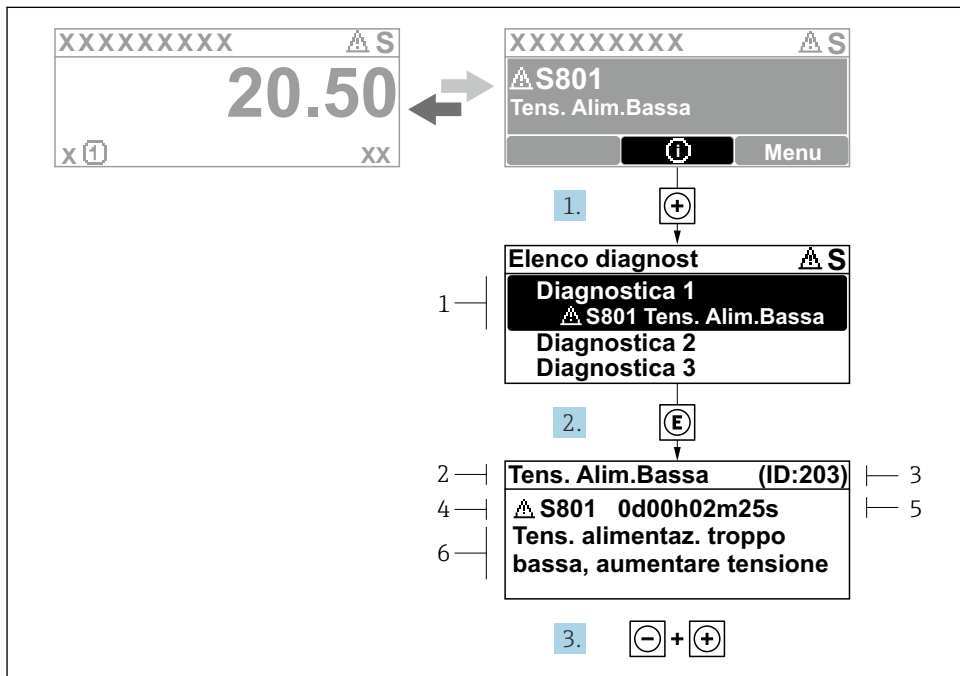 XXXXXXXXX ⚠ S
20.50
x 1 xx
XXXXXXXXX ⚠ S
⚠ S801
Tens. Alim.Bassa
i Menu
1. +
Elenco diagnost ⚠ S
1
Diagnostica 1
⚠ S801 Tens. Alim.Bassa
Diagnostica 2
Diagnostica 3
2. E
2 Tens. Alim.Bassa (ID:203) 3
4 ⚠ S801 0d00h02m25s 5
6
Tens. alimentaz. troppo
bassa, aumentare tensione
3. - + +